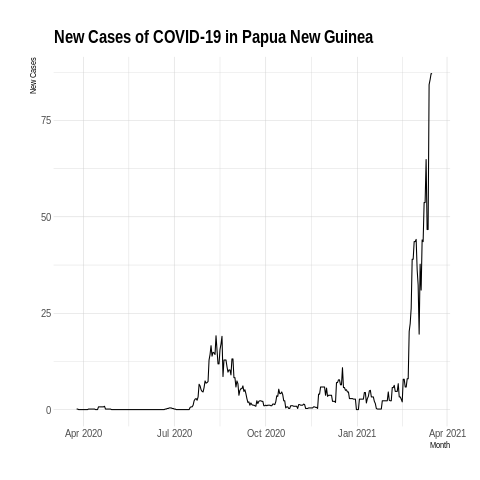 New Cases of COVID-19 in Papua New Guinea
New Cases
75
50
25
0
Apr 2020 Jul 2020 Oct 2020 Jan 2021 Apr 2021
Month